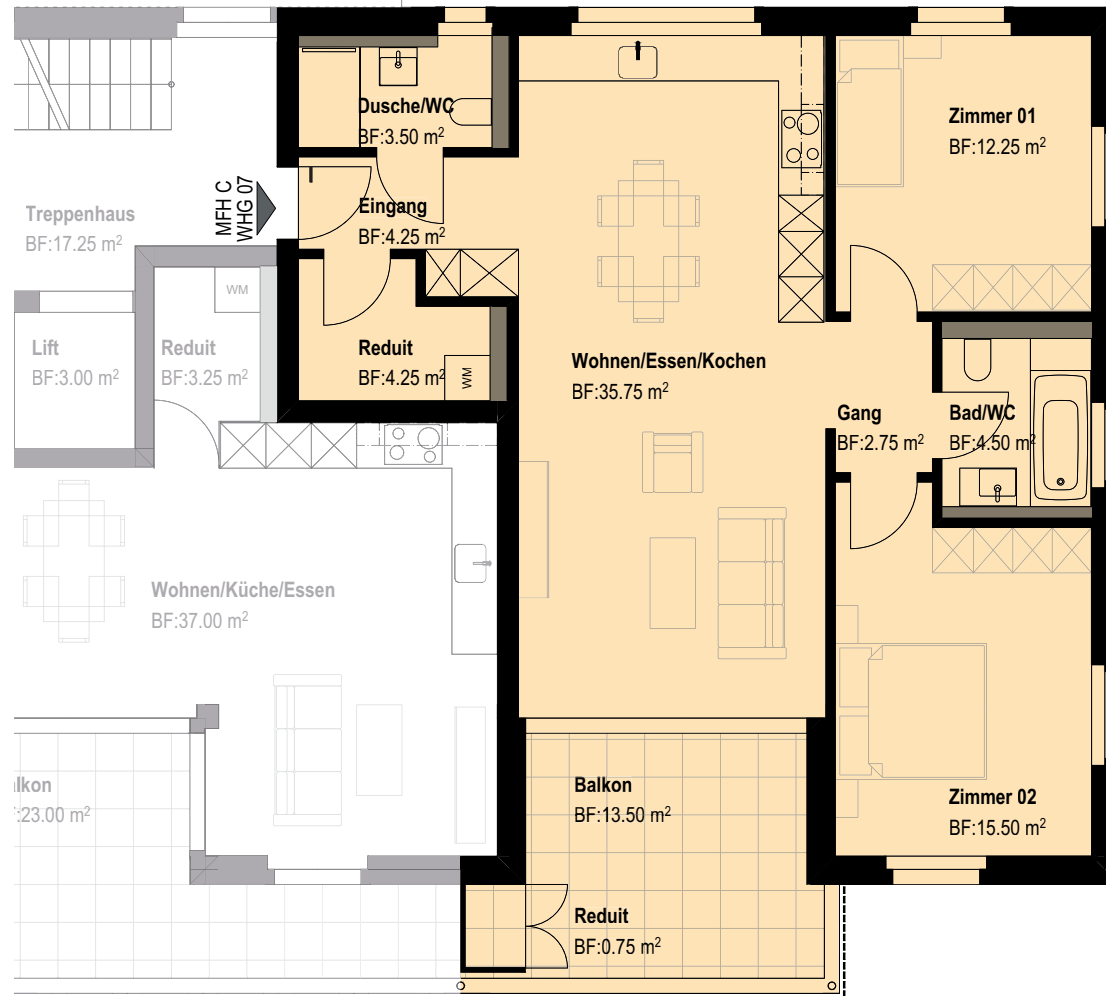 Dusche/WC
BF:3.50 m²
Zimmer 01
BF:12.25 m²
MFH C
WHG 07
Treppenhaus
BF:17.25 m²
Eingang
BF:4.25 m²
WM
Lift
BF:3.00 m²
Reduit
BF:3.25 m²
Reduit
BF:4.25 m²
WM
Wohnen/Essen/Kochen
BF:35.75 m²
Gang
BF:2.75 m²
Bad/WC
BF:4.50 m²
Wohnen/Küche/Essen
BF:37.00 m²
lkon
F:23.00 m²
Balkon
BF:13.50 m²
Zimmer 02
BF:15.50 m²
Reduit
BF:0.75 m²